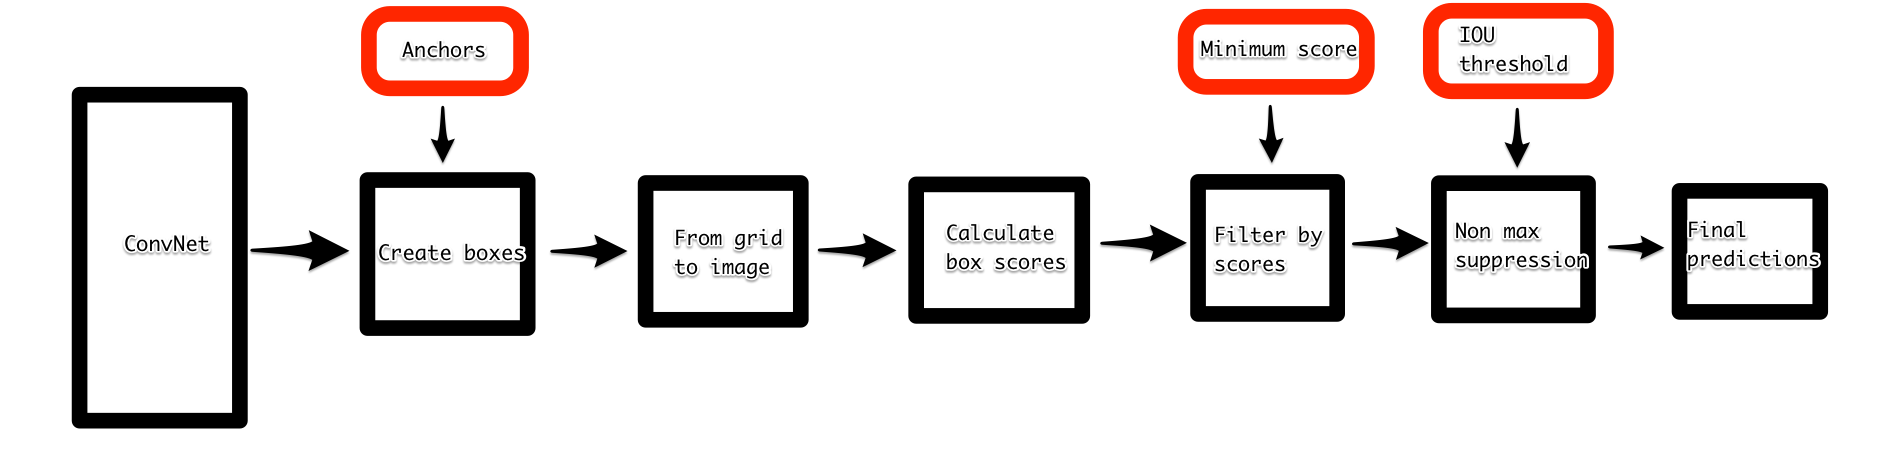 Anchors
Minimum score
IOU
threshold
ConvNet
Create boxes
From grid
to image
Calculate
box scores
Filter by
scores
Non max
suppression
Final
predictions